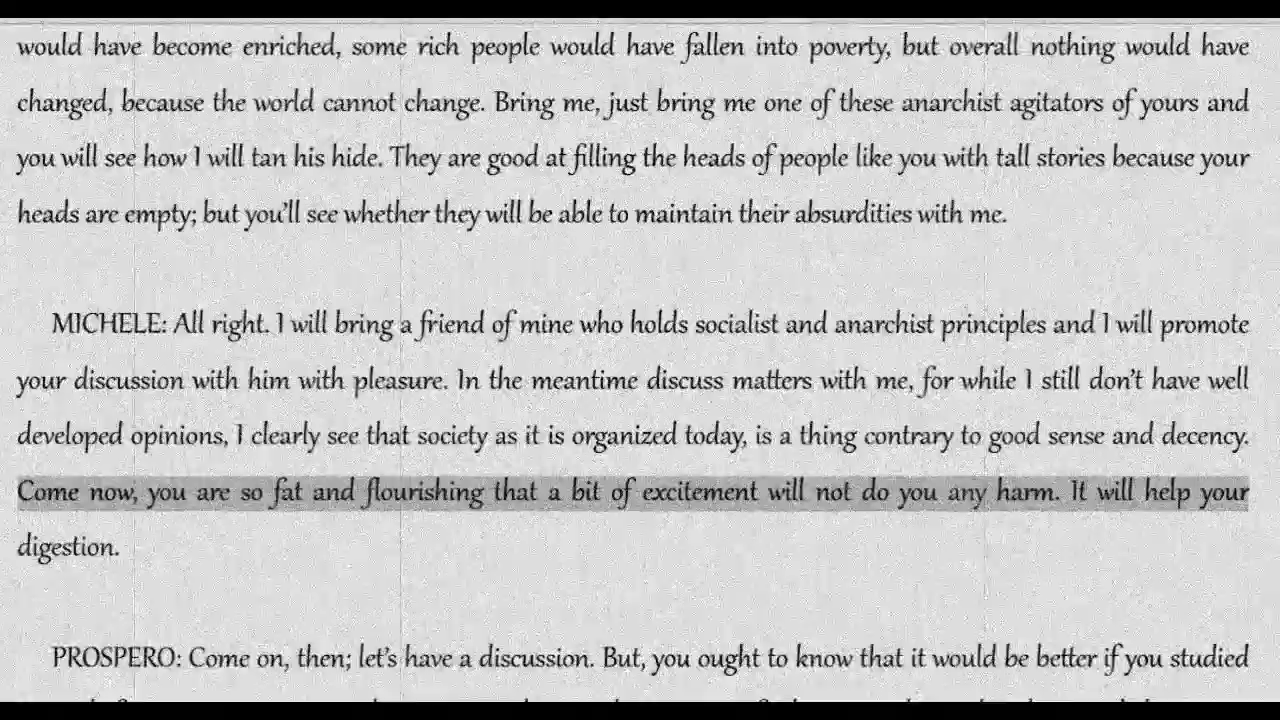 would have become enriched, some rich people would have fallen into poverty, but overall nothing would have
changed, because the world cannot change. Bring me, just bring me one of these anarchist agitators of yours and
you will see how I will tan his hide. They are good at filling the heads of people like you with tall stories because your
heads are empty; but you'll see whether they will be able to maintain their absurdities with me.
MICHELE: All right. I will bring a friend of mine who holds socialist and anarchist principles and I will promote
your discussion with him with pleasure. In the meantime discuss matters with me, for while I still don't have well
developed opinions, I clearly see that society as it is organized today, is a thing contrary to good sense and decency.
Come now, you are so fat and flourishing that a bit of excitement will not do you any harm. It will help your
digestion.
PROSPERO: Come on, then; let's have a discussion. But, you ought to know that it would be better if you studied